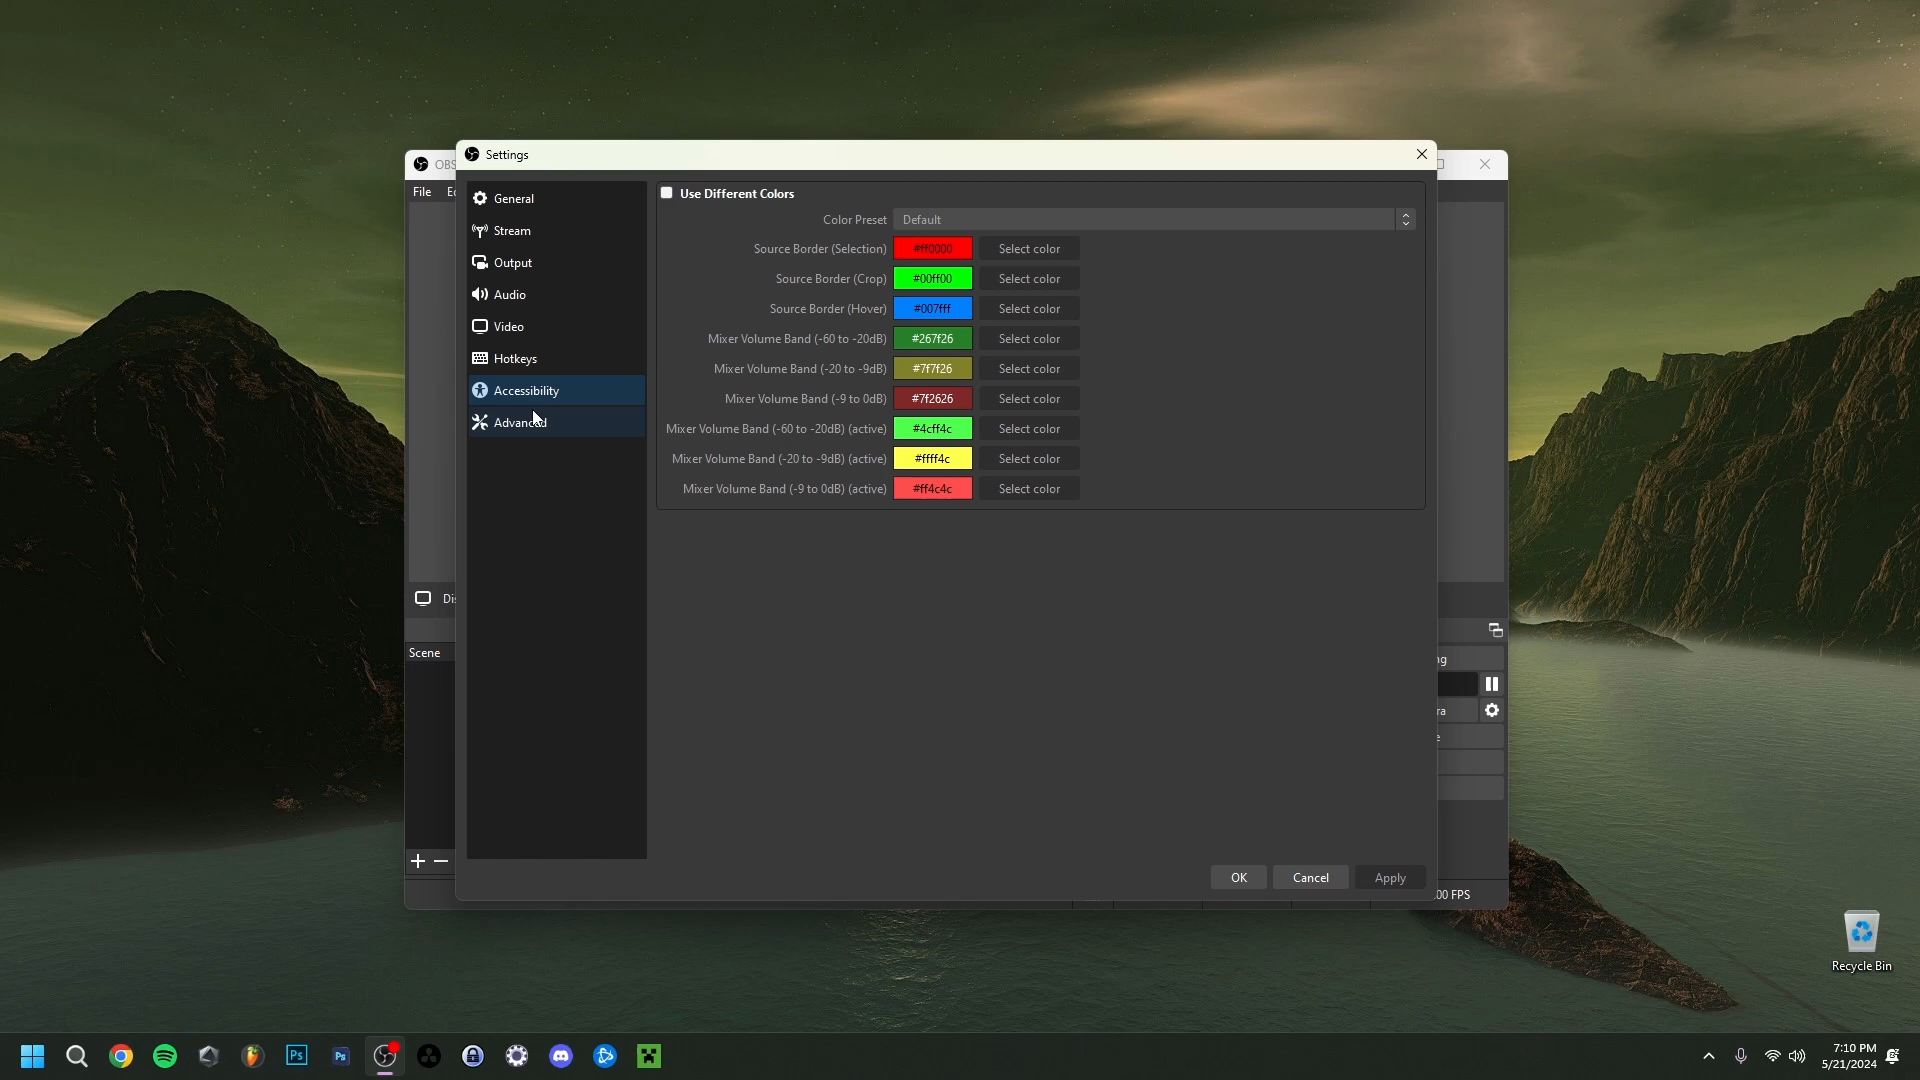 OBS
Settings
File
General
Stream
Output
Audio
Video
Hotkeys
Accessibility
Advanced
Use Different Colors
Color Preset Default
Source Border (Selection) #ff0000 Select color
Source Border (Crop) #00ff00 Select color
Source Border (Hover) #007fff Select color
Mixer Volume Band (-60 to -20dB) #267f26 Select color
Mixer Volume Band (-20 to -9dB) #7f7f26 Select color
Mixer Volume Band (-9 to 0dB) #7f2626 Select color
Mixer Volume Band (-60 to -20dB) (active) #4cff4c Select color
Mixer Volume Band (-20 to -9dB) (active) #ffff4c Select color
Mixer Volume Band (-9 to 0dB) (active) #ff4c4c Select color
Scene
OK Cancel Apply
00 FPS
Recycle Bin
Ps
Ps
7:10 PM
5/21/2024